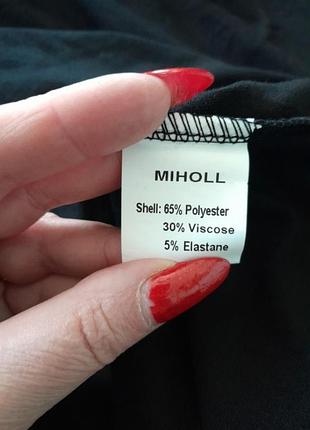 MIHOLL
Shell: 65% Polyester
30% Viscose
5% Elastane